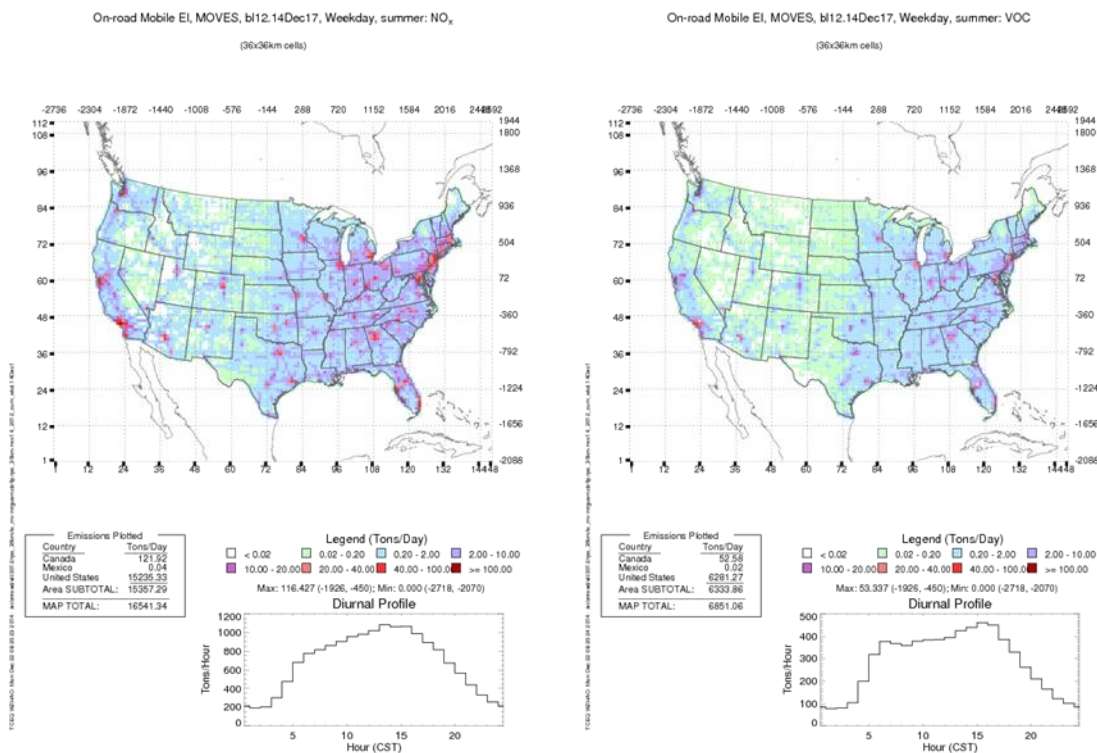 On-road Mobile EI, MOVES, bl12.14Dec17, Weekday, summer: NOx
(36x36km cells)
-2736 -2304 -1872 -1440 -1008 -576 -144 288 720 1152 1584 2016
112 1944
108 1800
96 1368
84 936
72 504
60 72
48 -360
36 -792
24 -1224
12 -1656
1 -2088
12 24 36 48 60 72 84 96 108 120 132 144 148
Emissions Plotted
Country Tons/Day
Canada 121.92
Mexico 0.04
United States 15235.33
Area SUBTOTAL: 15357.29
MAP TOTAL: 16541.34
Legend (Tons/Day)
< 0.02 0.02 - 0.20 0.20 - 2.00 2.00 - 10.00
10.00 - 20.00 20.00 - 40.00 40.00 - 100.00 >= 100.00
Max: 116.427 (-1926, -450); Min: 0.000 (-2718, -2070)
Diurnal Profile
Tons/Hour
1200
1000
800
600
400
200
0
5 10 15 20
Hour (CST)
On-road Mobile EI, MOVES, bl12.14Dec17, Weekday, summer: VOC
(36x36km cells)
-2736 -2304 -1872 -1440 -1008 -576 -144 288 720 1152 1584 2016
112 1944
108 1800
96 1368
84 936
72 504
60 72
48 -360
36 -792
24 -1224
12 -1656
1 -2088
12 24 36 48 60 72 84 96 108 120 132 144 148
Emissions Plotted
Country Tons/Day
Canada 52.58
Mexico 0.02
United States 6281.27
Area SUBTOTAL: 6333.86
MAP TOTAL: 6851.06
Legend (Tons/Day)
< 0.02 0.02 - 0.20 0.20 - 2.00 2.00 - 10.00
10.00 - 20.00 20.00 - 40.00 40.00 - 100.00 >= 100.00
Max: 53.337 (-1926, -450); Min: 0.000 (-2718, -2070)
Diurnal Profile
Tons/Hour
500
400
300
200
100
0
5 10 15 20
Hour (CST)